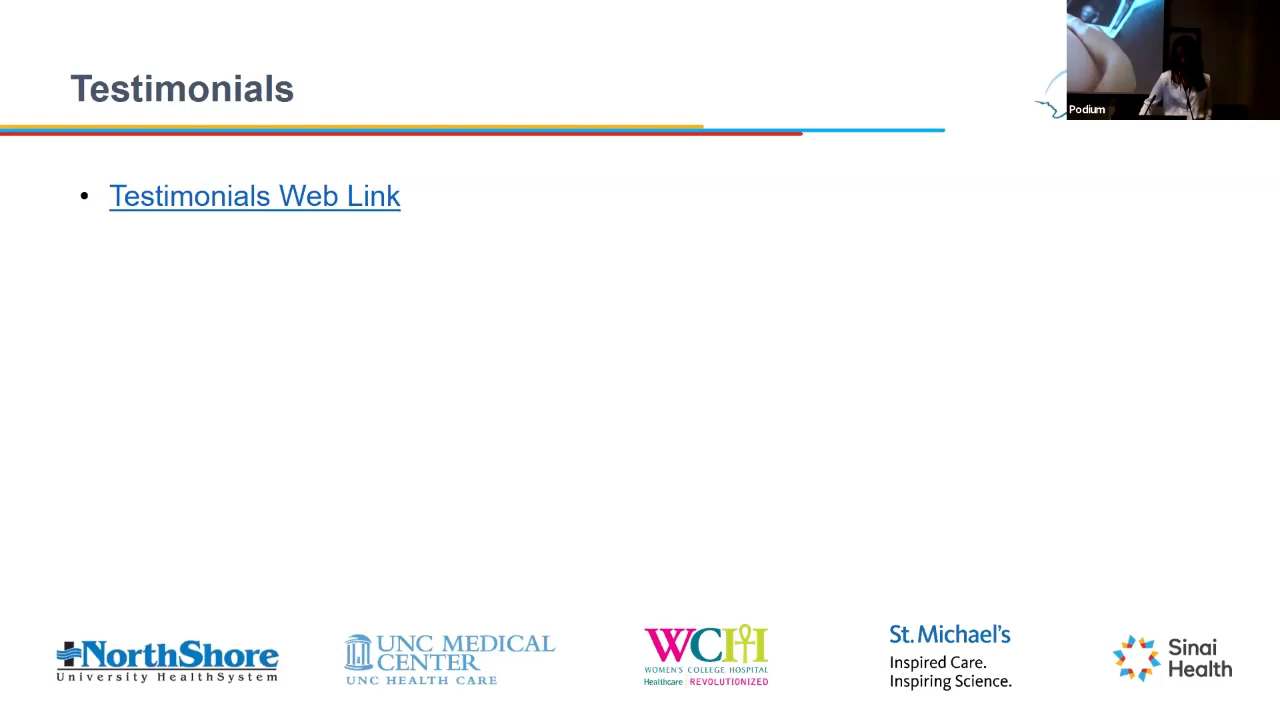 Testimonials
Podium
• Testimonials Web Link
NorthShore
University HealthSystem
UNC MEDICAL
CENTER
UNC HEALTH CARE
WCH
WOMEN'S COLLEGE HOSPITAL
Healthcare | REVOLUTIONIZED
St. Michael's
Inspired Care.
Inspiring Science.
Sinai
Health